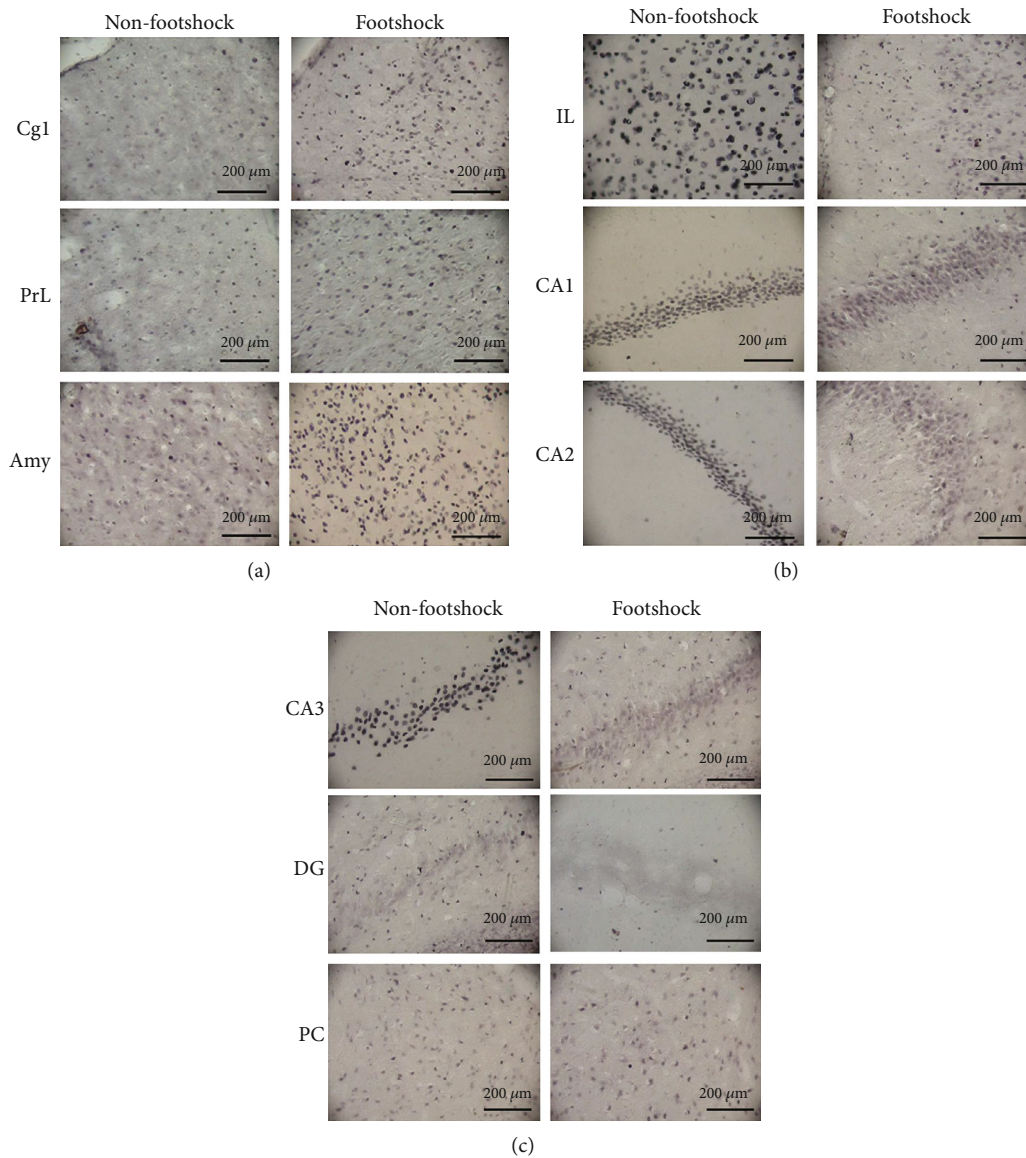 Non-footshock Footshock
Cg1 200 μm 200 μm
PrL 200 μm 200 μm
Amy 200 μm 200 μm
(a)
Non-footshock Footshock
IL 200 μm 200 μm
CA1 200 μm 200 μm
CA2 200 μm 200 μm
(b)
Non-footshock Footshock
CA3 200 μm 200 μm
DG 200 μm 200 μm
PC 200 μm 200 μm
(c)